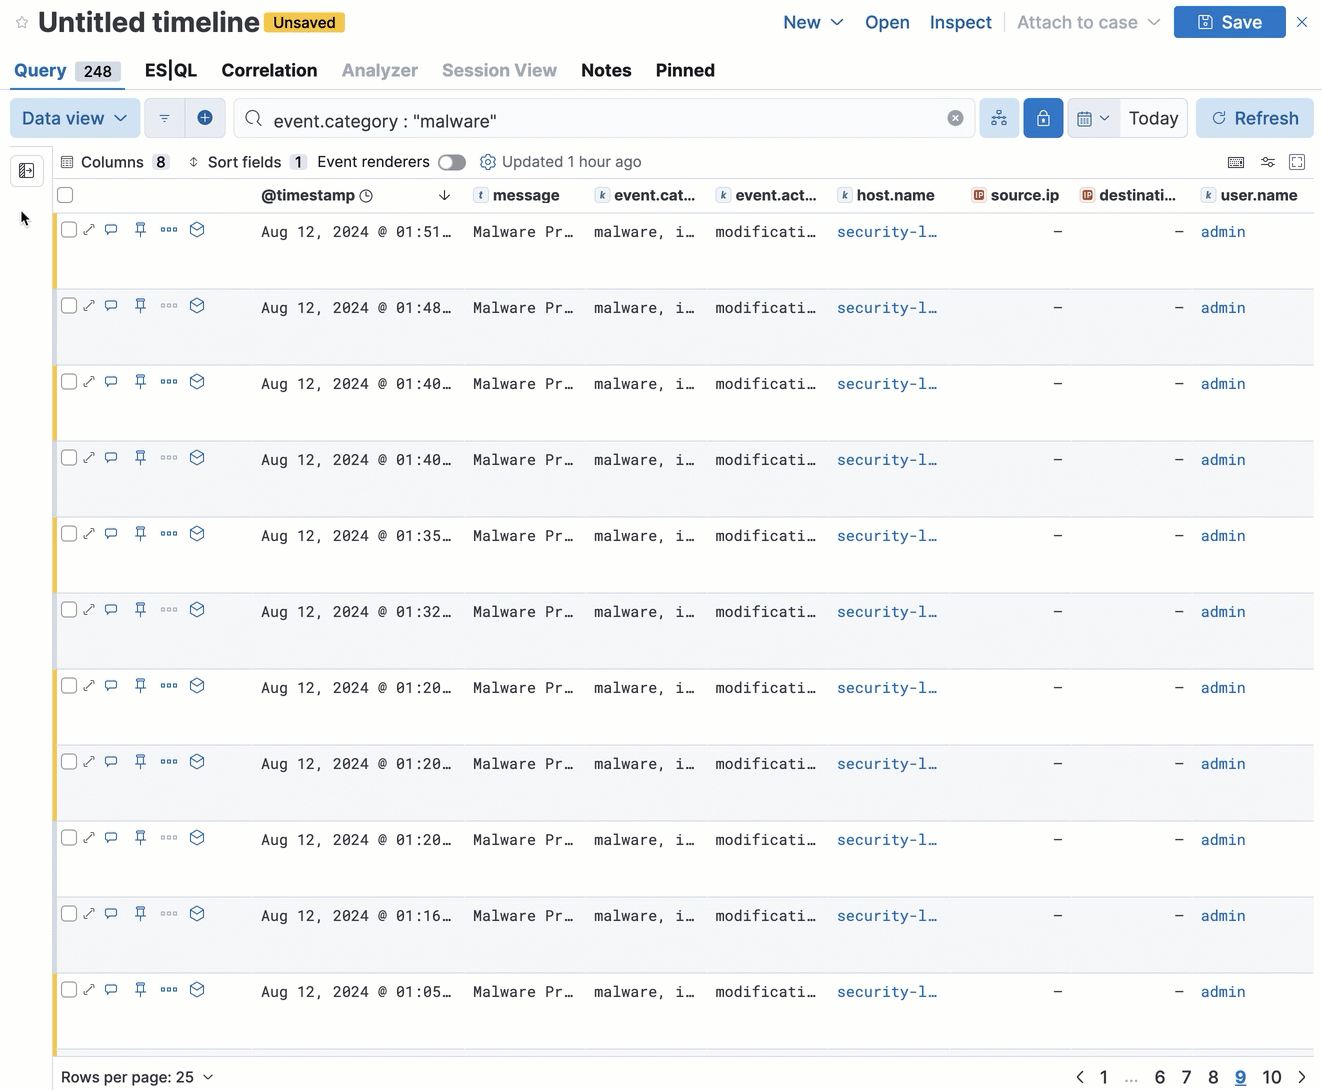 Untitled timeline Unsaved New Open Inspect Attach to case Save
Query 248 ES|QL Correlation Analyzer Session View Notes Pinned
Data view event.category : "malware" Today Refresh
Columns 8 Sort fields 1 Event renderers Updated 1 hour ago
@timestamp t message k event.cat… k event.act… k host.name IP source.ip IP destinati… k user.name
Aug 12, 2024 @ 01:51… Malware Pr… malware, i… modificati… security-l… – – admin
Aug 12, 2024 @ 01:48… Malware Pr… malware, i… modificati… security-l… – – admin
Aug 12, 2024 @ 01:40… Malware Pr… malware, i… modificati… security-l… – – admin
Aug 12, 2024 @ 01:40… Malware Pr… malware, i… modificati… security-l… – – admin
Aug 12, 2024 @ 01:35… Malware Pr… malware, i… modificati… security-l… – – admin
Aug 12, 2024 @ 01:32… Malware Pr… malware, i… modificati… security-l… – – admin
Aug 12, 2024 @ 01:20… Malware Pr… malware, i… modificati… security-l… – – admin
Aug 12, 2024 @ 01:20… Malware Pr… malware, i… modificati… security-l… – – admin
Aug 12, 2024 @ 01:20… Malware Pr… malware, i… modificati… security-l… – – admin
Aug 12, 2024 @ 01:16… Malware Pr… malware, i… modificati… security-l… – – admin
Aug 12, 2024 @ 01:05… Malware Pr… malware, i… modificati… security-l… – – admin
Rows per page: 25 1 … 6 7 8 9 10